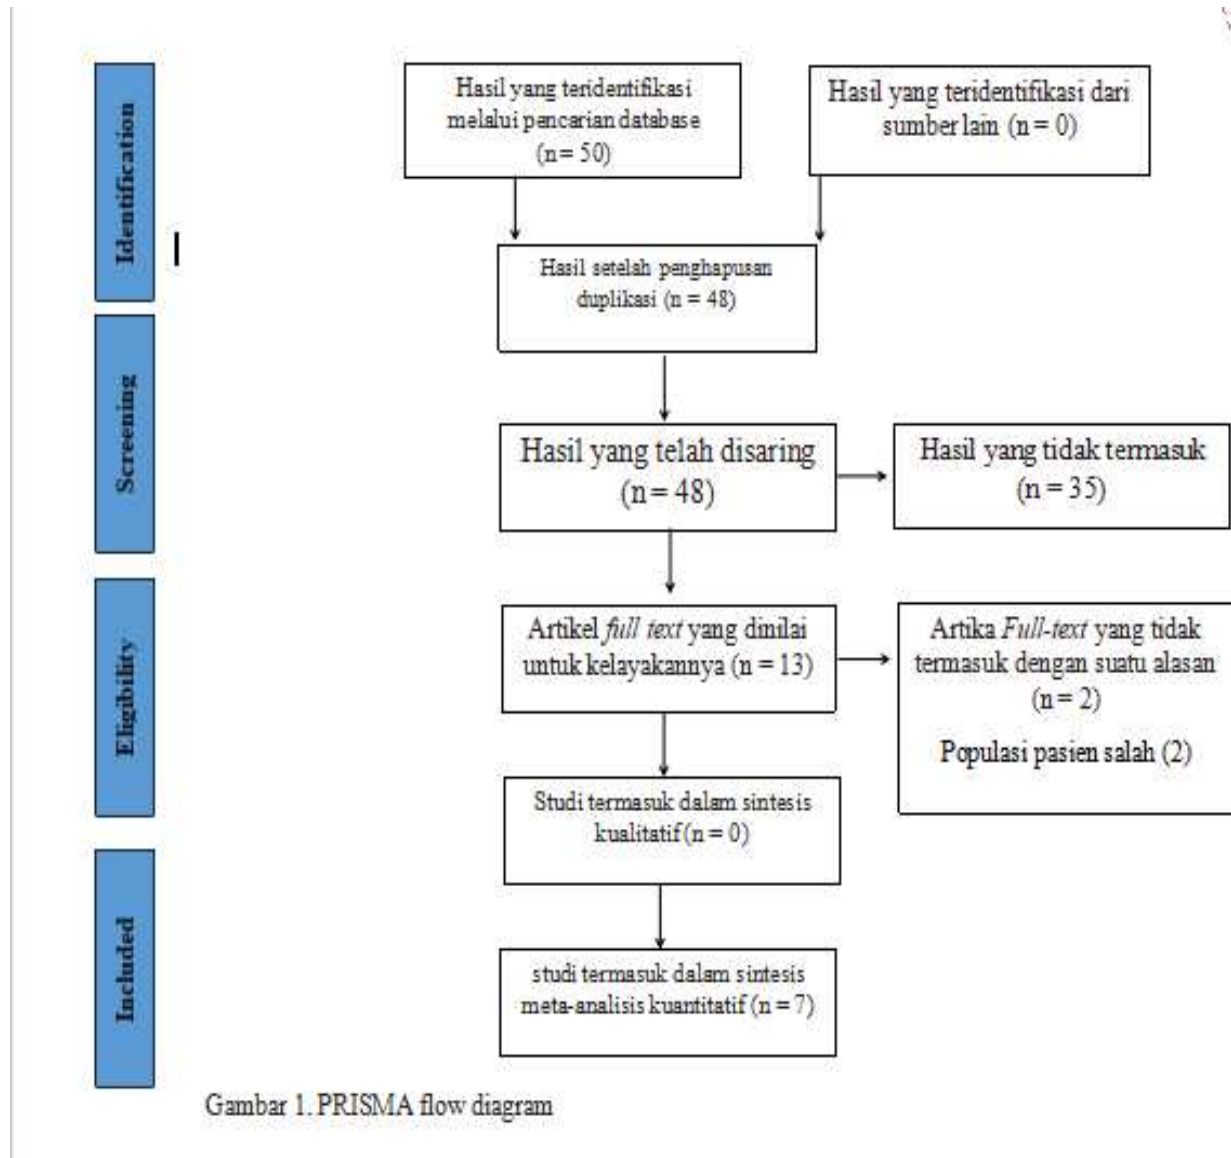 Identification
Hasil yang teridentifikasi
melalui pencarian database
(n = 50)
Hasil yang teridentifikasi dari
sumber lain (n = 0)
Hasil setelah penghapusan
duplikasi (n = 48)
Screening
Hasil yang telah disaring
(n = 48)
Hasil yang tidak termasuk
(n = 35)
Eligibility
Artikel full text yang dinilai
untuk kelayakannya (n = 13)
Artika Full-text yang tidak
termasuk dengan suatu alasan
(n = 2)
Populasi pasien salah (2)
Studi termasuk dalam sintesis
kualitatif (n = 0)
Included
studi termasuk dalam sintesis
meta-analisis kuantitatif (n = 7)
Gambar 1. PRISMA flow diagram